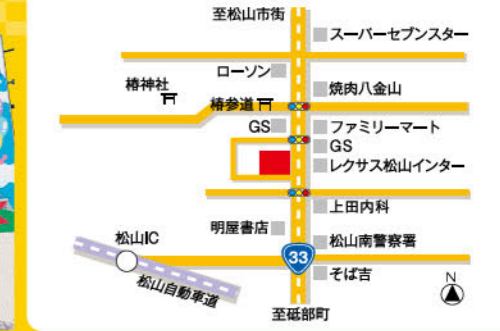 至松山市街
スーパーセブンスター
ローソン
椿神社
焼肉八金山
椿参道
GS
ファミリーマート
GS
レクサス松山インター
上田内科
明屋書店
松山IC
松山南警察署
33
そば吉
松山自動車道
N
至砥部町